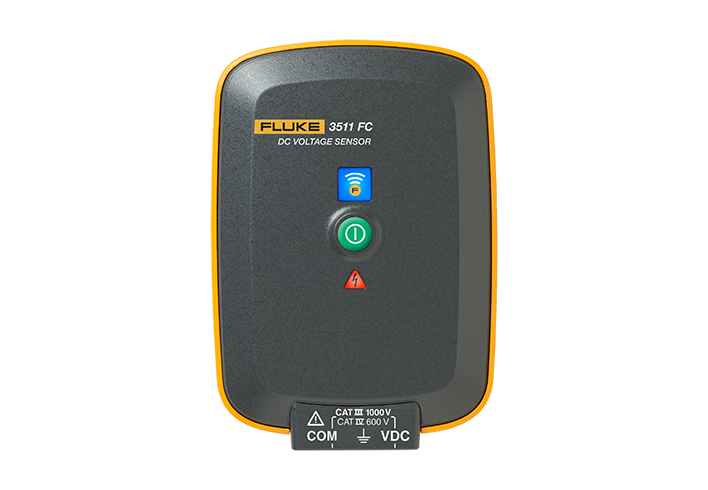 FLUKE 3511 FC
DC VOLTAGE SENSOR
F
CAT III 1000 V
CAT IV 600 V
COM VDC